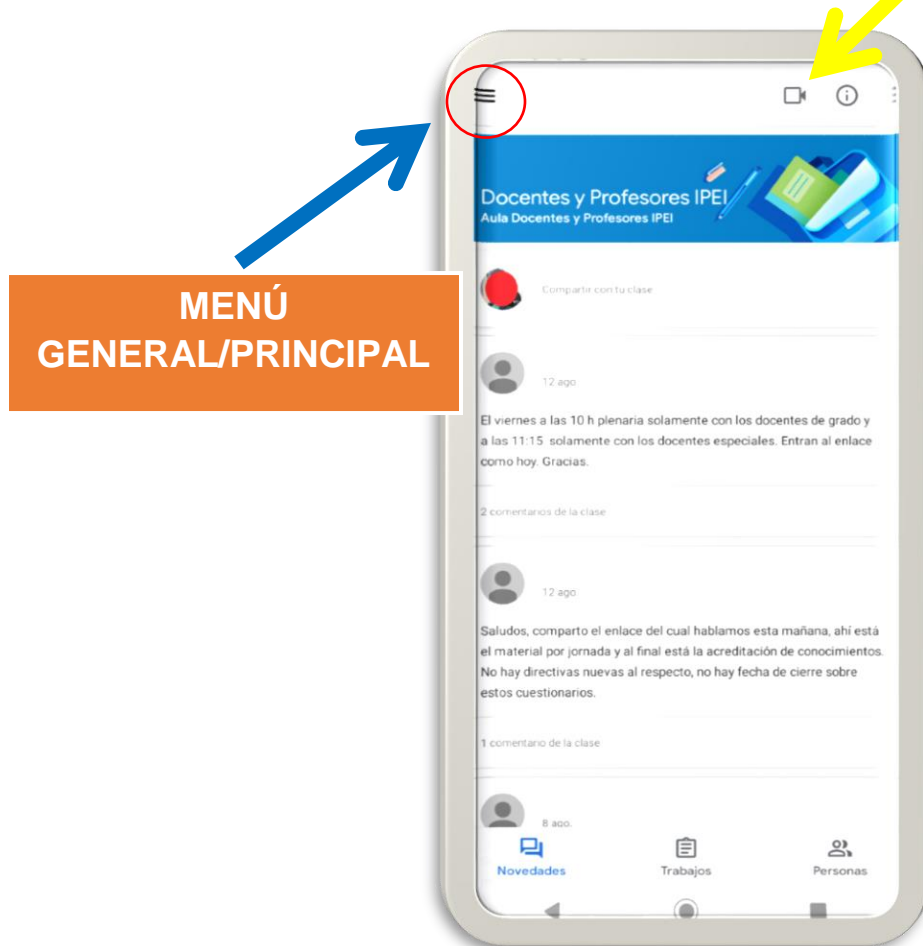 Docentes y Profesores IPEI
Aula Docentes y Profesores IPEI
MENÚ
GENERAL/PRINCIPAL
Compartir con tu clase
12 ago
El viernes a las 10 h plenaria solamente con los docentes de grado y
a las 11:15 solamente con los docentes especiales. Entran al enlace
como hoy. Gracias.
2 comentarios de la clase
12 ago
Saludos, comparto el enlace del cual hablamos esta mañana, ahí está
el material por jornada y al final está la acreditación de conocimientos.
No hay directivas nuevas al respecto, no hay fecha de cierre sobre
estos cuestionarios.
1 comentario de la clase
8 ago.
Novedades
Trabajos
Personas